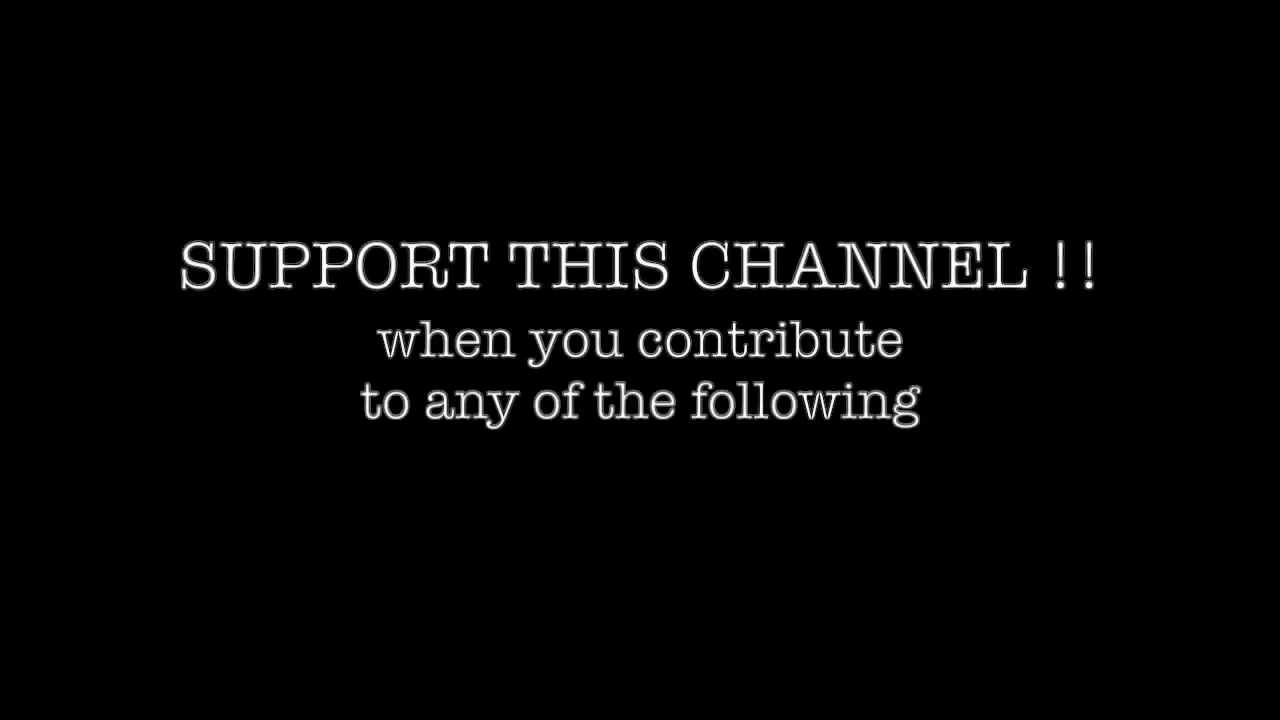 SUPPORT THIS CHANNEL !!
when you contribute
to any of the following